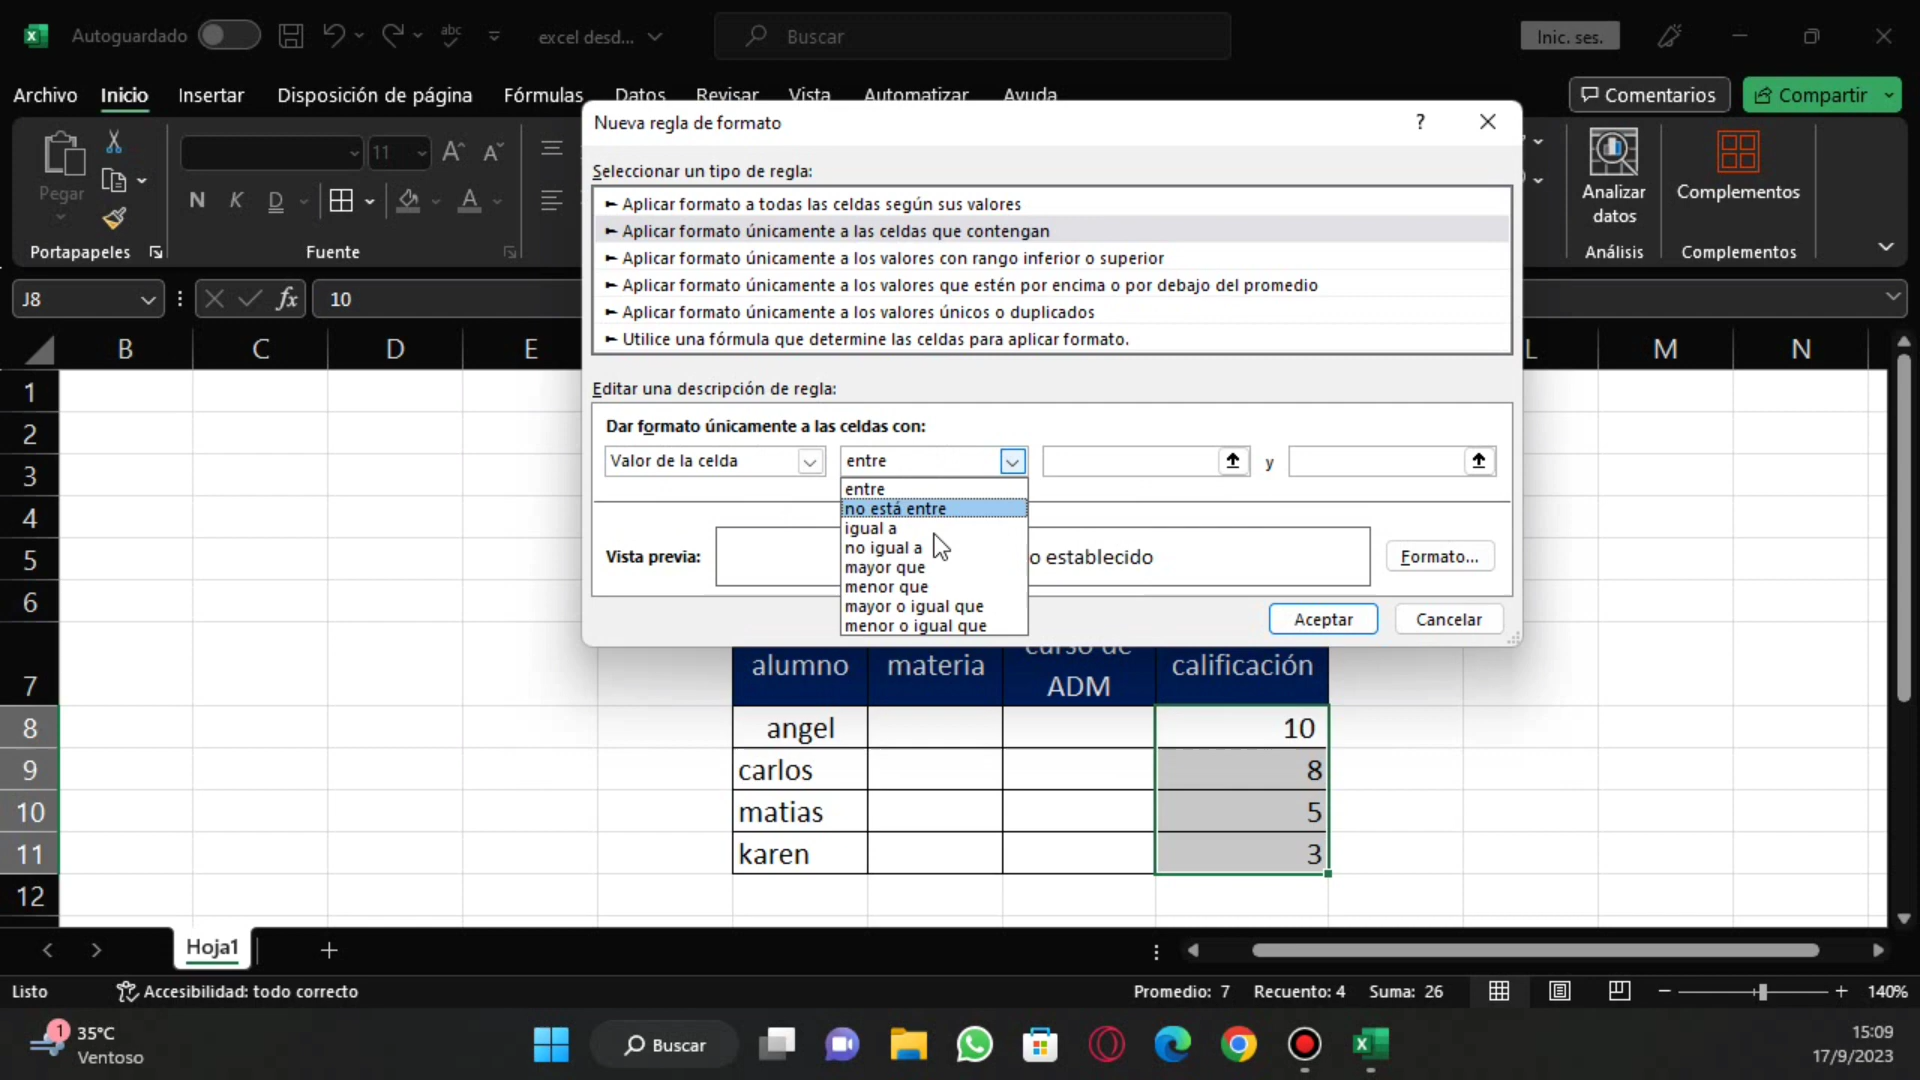 Autoguardado
excel desd...
Buscar
Inic. ses.
Archivo
Inicio
Insertar
Disposición de página
Fórmulas
Datos
Revisar
Vista
Automatizar
Ayuda
Comentarios
Compartir
Nueva regla de formato
?
Pegar
11
N
K
D
Portapapeles
Fuente
Analizar
datos
Análisis
Complementos
Complementos
Seleccionar un tipo de regla:
► Aplicar formato a todas las celdas según sus valores
► Aplicar formato únicamente a las celdas que contengan
► Aplicar formato únicamente a los valores con rango inferior o superior
► Aplicar formato únicamente a los valores que estén por encima o por debajo del promedio
► Aplicar formato únicamente a los valores únicos o duplicados
► Utilice una fórmula que determine las celdas para aplicar formato.
Editar una descripción de regla:
Dar formato únicamente a las celdas con:
Valor de la celda
entre
y
entre
no está entre
igual a
no igual a
mayor que
menor que
mayor o igual que
menor o igual que
Vista previa:
o establecido
Formato...
Aceptar
Cancelar
J8
fx
10
B C D E L M N
1
2
3
4
5
6
7 alumno materia curso de ADM calificación
8 angel 10
9 carlos 8
10 matias 5
11 karen 3
12
Hoja1
Listo
Accesibilidad: todo correcto
Promedio: 7
Recuento: 4
Suma: 26
140%
1
35°C
Ventoso
Buscar
15:09
17/9/2023